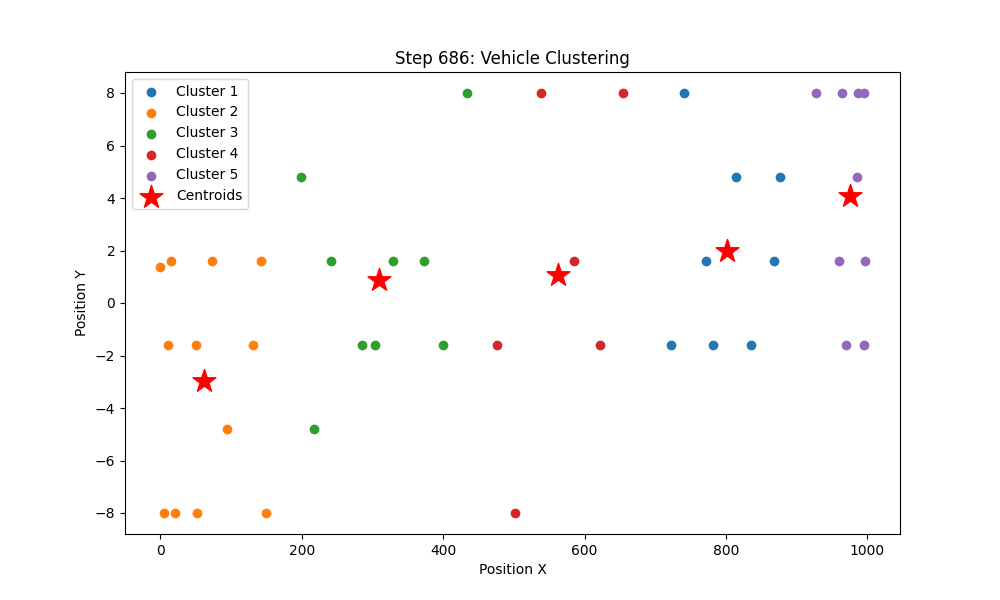 Step 686: Vehicle Clustering
Cluster 1
Cluster 2
Cluster 3
Cluster 4
Cluster 5
Centroids
Position Y
8
6
4
2
0
−2
−4
−6
−8
0 200 400 600 800 1000
Position X